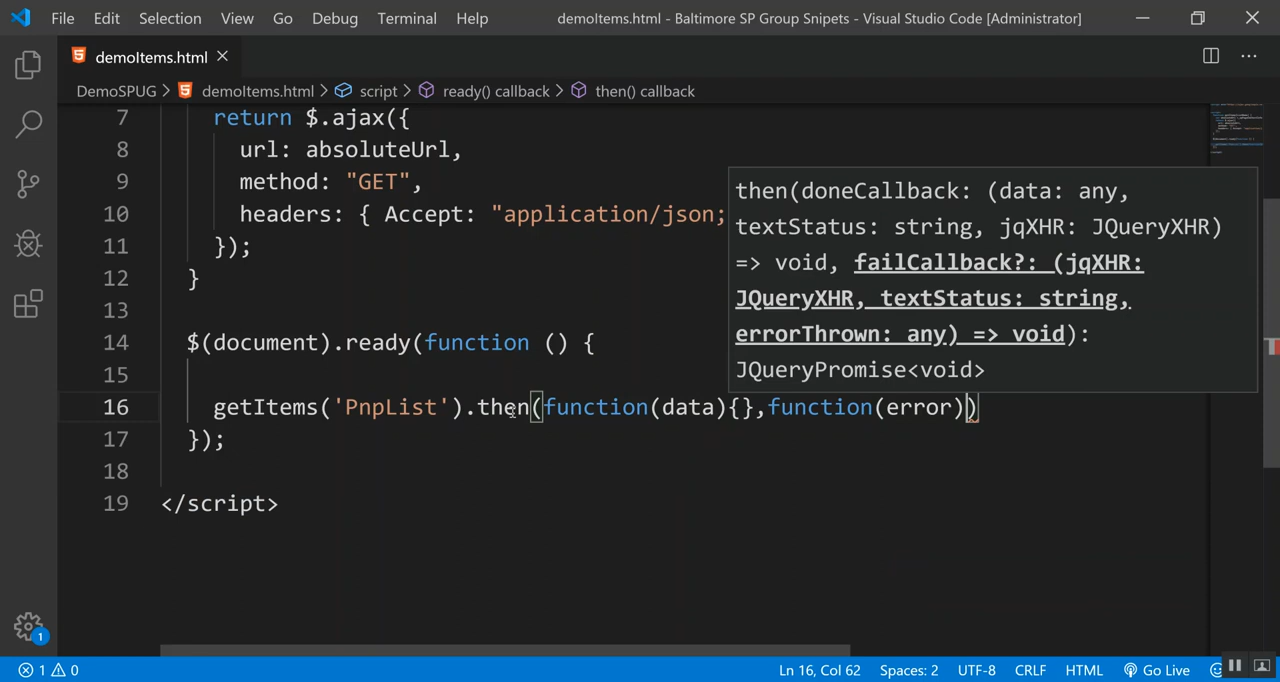 File Edit Selection View Go Debug Terminal Help demoItems.html - Baltimore SP Group Snipets - Visual Studio Code [Administrator]
demoItems.html
DemoSPUG > demoItems.html > script > ready() callback > then() callback
7 return $.ajax({
8 url: absoluteUrl,
9 method: "GET",
10 headers: { Accept: "application/json;
11 });
12 }
13
14 $(document).ready(function () {
15
16 getItems('PnpList').then(function(data){},function(error))
17 });
18
19 </script>
then(doneCallback: (data: any,
textStatus: string, jqXHR: JQueryXHR)
=> void, failCallback?: (jqXHR:
JQueryXHR, textStatus: string,
errorThrown: any) => void):
JQueryPromise<void>
1
1 0 Ln 16, Col 62 Spaces: 2 UTF-8 CRLF HTML Go Live